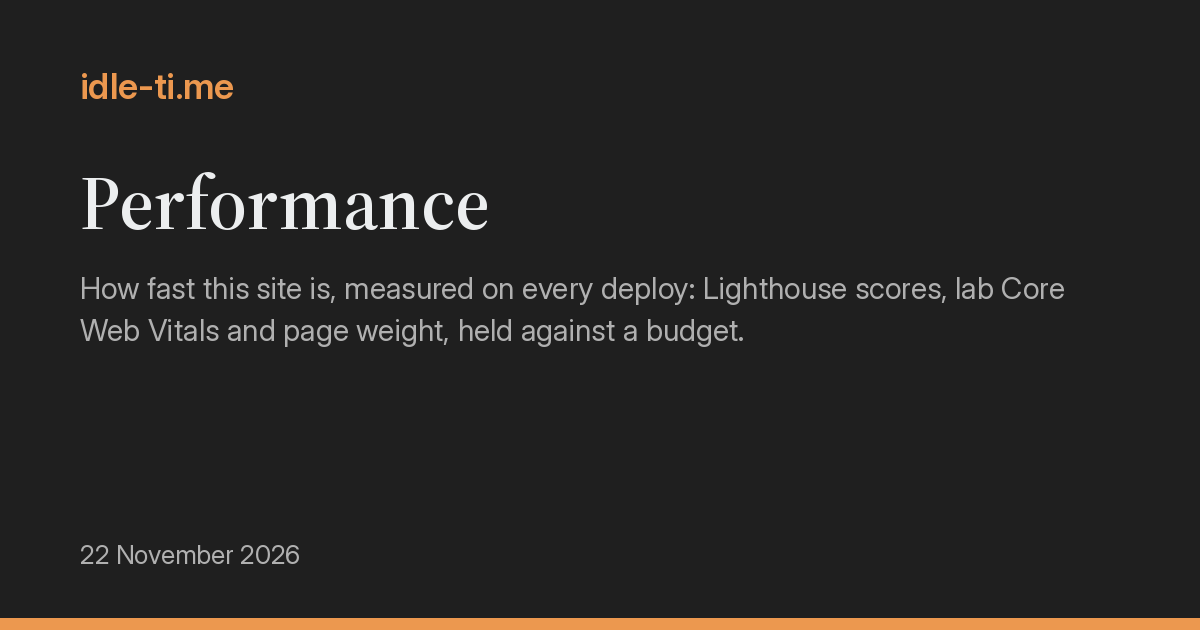 idle-ti.me
Performance
How fast this site is, measured on every deploy: Lighthouse scores, lab Core
Web Vitals and page weight, held against a budget.
22 November 2026